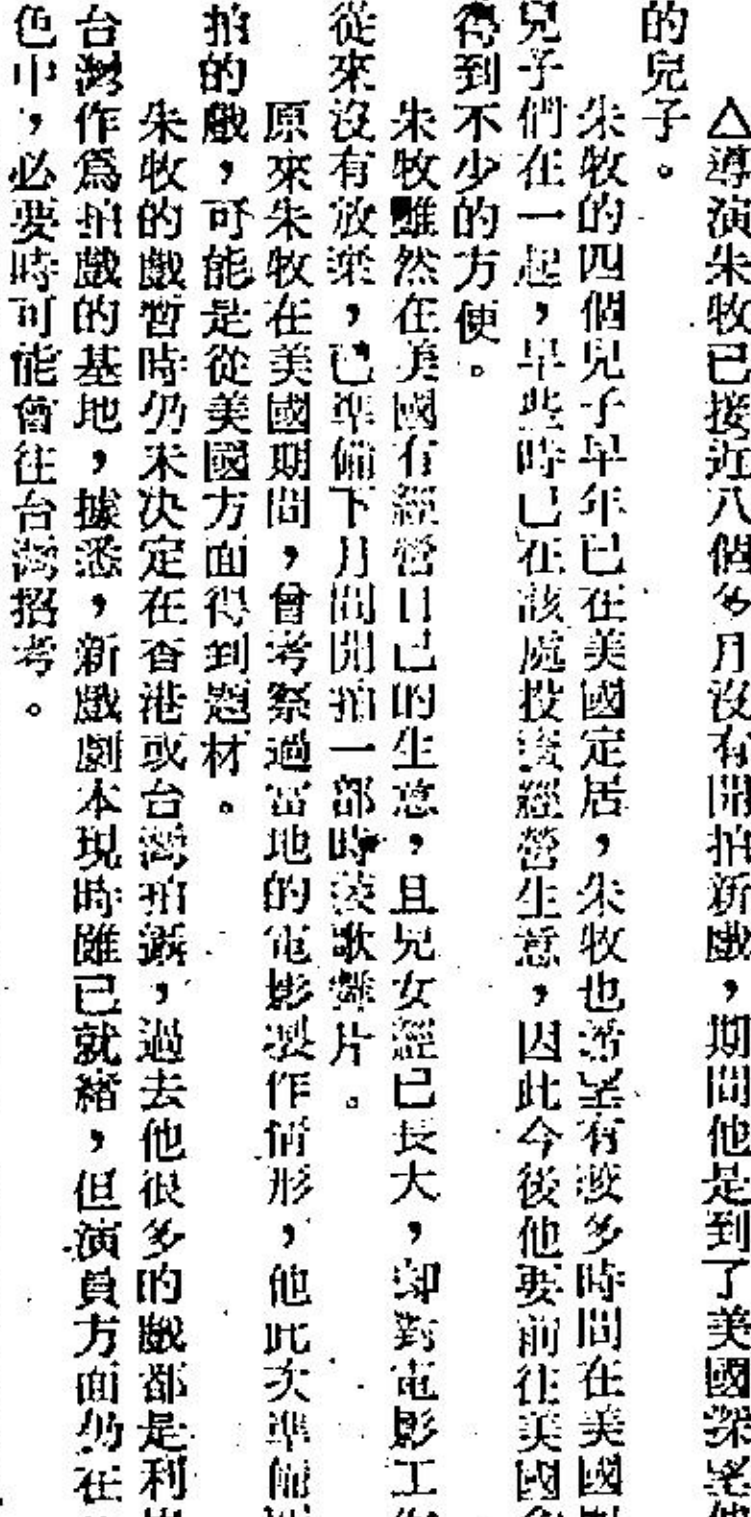 △導演朱牧已接近八個多月沒有開拍新戲，期間他是到了美國探望他
的兒子。
朱牧的四個兒子早年已在美國定居，朱牧也希望有較多時間在美國與
兒子們在一起，早些時已在該處投資經營生意，因此今後他要前往美國
得到不少的方便。
朱牧雖然在美國有經營自己的生意，且兒女經已長大，却對電影工作
從來沒有放棄，已準備下月間開拍一部時裝歌舞片。
原來朱牧在美國期間，曾考察過當地的電影製作情形，他此次準備
拍的戲，可能是從美國方面得到題材。
朱牧的戲暫時仍未决定在香港或台灣拍攝，過去他很多的戲都是利
台灣作爲拍戲的基地，據悉，新戲劇本現時雖已就緒，但演員方面仍在
色中，必要時可能會往台灣招考。